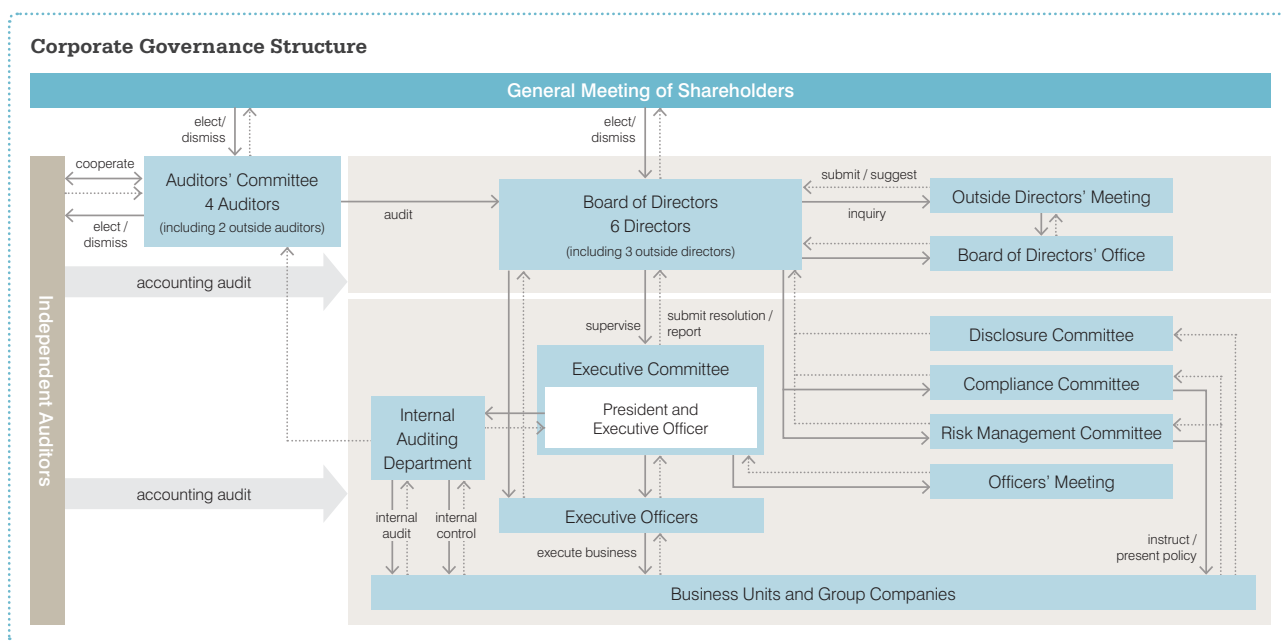 Corporate Governance Structure
General Meeting of Shareholders
elect/
dismiss
elect/
dismiss
cooperate
Auditors' Committee
4 Auditors
(including 2 outside auditors)
elect /
dismiss
audit
Board of Directors
6 Directors
(including 3 outside directors)
submit / suggest
inquiry
Outside Directors' Meeting
Board of Directors' Office
Independent Auditors
accounting audit
supervise
submit resolution /
report
Disclosure Committee
Executive Committee
President and
Executive Officer
Compliance Committee
Internal
Auditing
Department
Risk Management Committee
Officers' Meeting
accounting audit
internal
audit
internal
control
Executive Officers
execute business
instruct /
present policy
Business Units and Group Companies